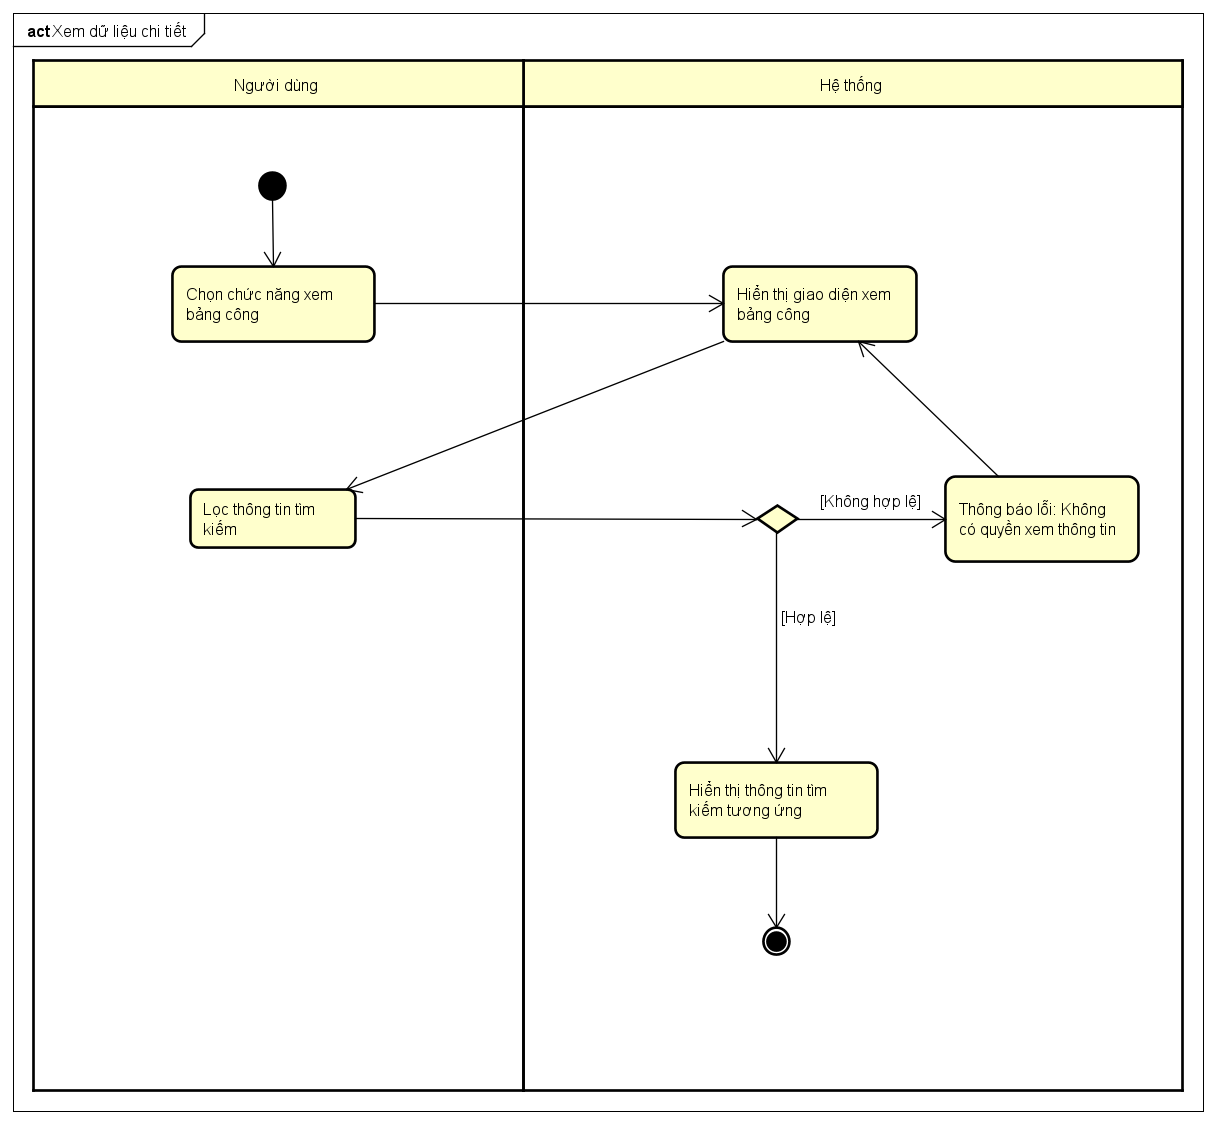 act Xem dữ liệu chi tiết
Người dùng
Hệ thống
Chọn chức năng xem
bảng công
Hiển thị giao diện xem
bảng công
Lọc thông tin tìm
kiếm
[Không hợp lệ]
Thông báo lỗi: Không
có quyền xem thông tin
[Hợp lệ]
Hiển thị thông tin tìm
kiếm tương ứng